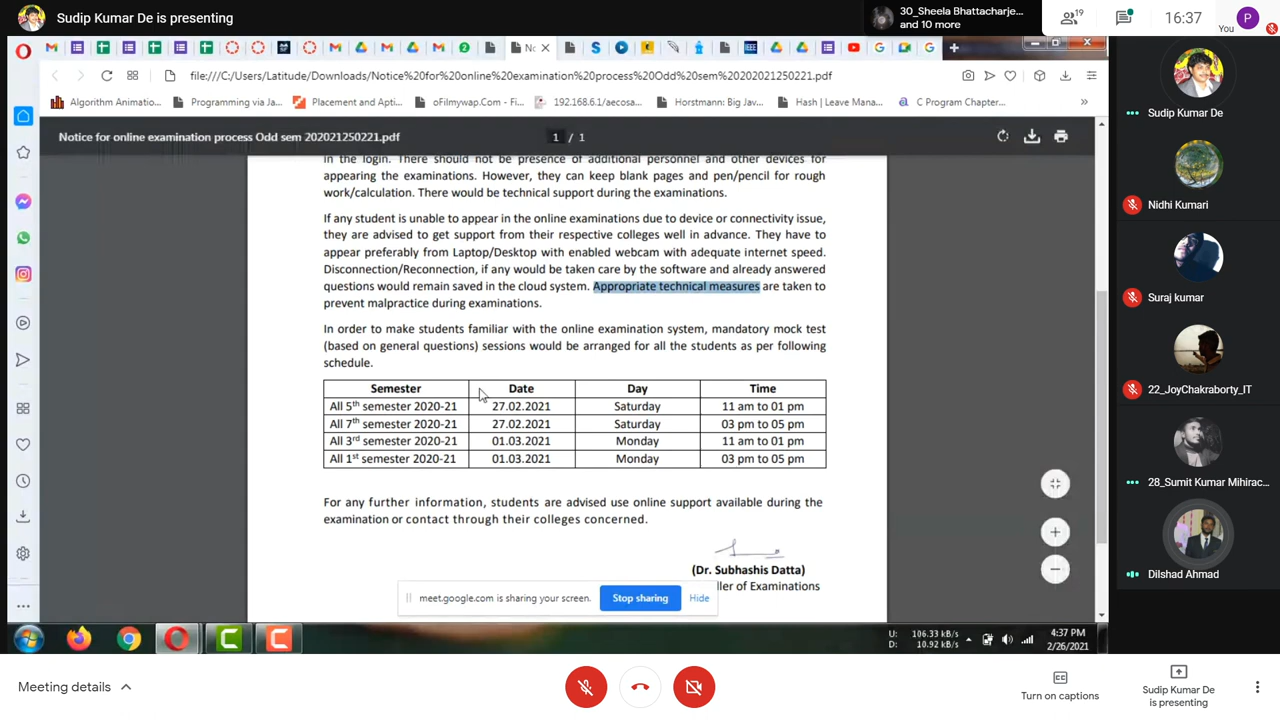 Sudip Kumar De is presenting
30_Sheela Bhattacharje...
and 10 more
19
16:37
P
You
No
file:///C:/Users/Latitude/Downloads/Notice%20for%20online%20examination%20process%20Odd%20sem%20202021250221.pdf
Algorithm Animatio...
Programming via Ja...
Placement and Apti...
oFilmywap.Com - Fi...
192.168.6.1/aecosa...
Horstmann: Big Jav...
Hash | Leave Mana...
C Program Chapter...
»
Notice for online examination process Odd sem 202021250221.pdf
1 / 1
in the login. There should not be presence of additional personnel and other devices for
appearing the examinations. However, they can keep blank pages and pen/pencil for rough
work/calculation. There would be technical support during the examinations.
If any student is unable to appear in the online examinations due to device or connectivity issue,
they are advised to get support from their respective colleges well in advance. They have to
appear preferably from Laptop/Desktop with enabled webcam with adequate internet speed.
Disconnection/Reconnection, if any would be taken care by the software and already answered
questions would remain saved in the cloud system. Appropriate technical measures are taken to
prevent malpractice during examinations.
In order to make students familiar with the online examination system, mandatory mock test
(based on general questions) sessions would be arranged for all the students as per following
schedule.
Semester Date Day Time
All 5th semester 2020-21 27.02.2021 Saturday 11 am to 01 pm
All 7th semester 2020-21 27.02.2021 Saturday 03 pm to 05 pm
All 3rd semester 2020-21 01.03.2021 Monday 11 am to 01 pm
All 1st semester 2020-21 01.03.2021 Monday 03 pm to 05 pm
For any further information, students are advised use online support available during the
examination or contact through their colleges concerned.
(Dr. Subhashis Datta)
ller of Examinations
meet.google.com is sharing your screen.
Stop sharing
Hide
U: 106.33 kB/s
D: 10.92 kB/s
4:37 PM
2/26/2021
Sudip Kumar De
Nidhi Kumari
Suraj kumar
22_JoyChakraborty_IT
28_Sumit Kumar Mihirac...
Dilshad Ahmad
Meeting details
Turn on captions
Sudip Kumar De
is presenting